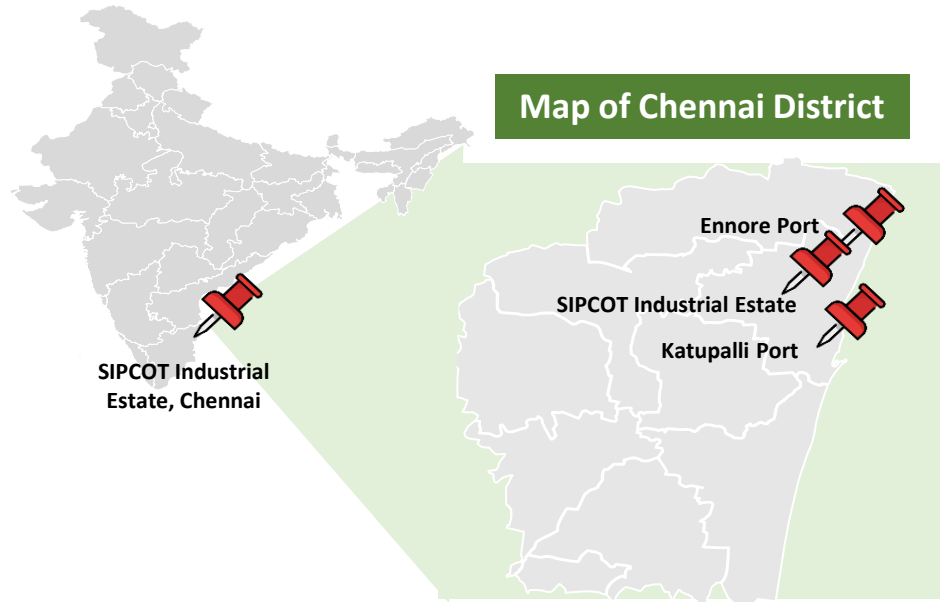 Map of Chennai District
Ennore Port
SIPCOT Industrial Estate
Katupalli Port
SIPCOT Industrial
Estate, Chennai